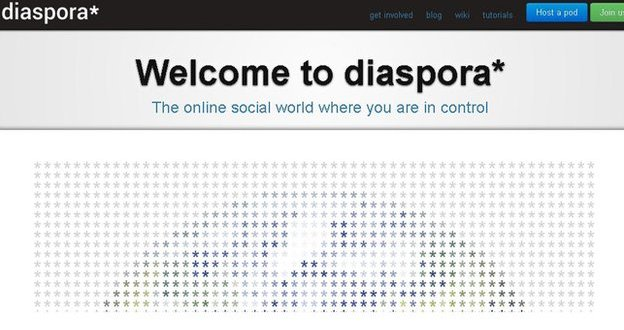 diaspora*
get involved
blog
wiki
tutorials
Host a pod
Join
Welcome to diaspora*
The online social world where you are in control